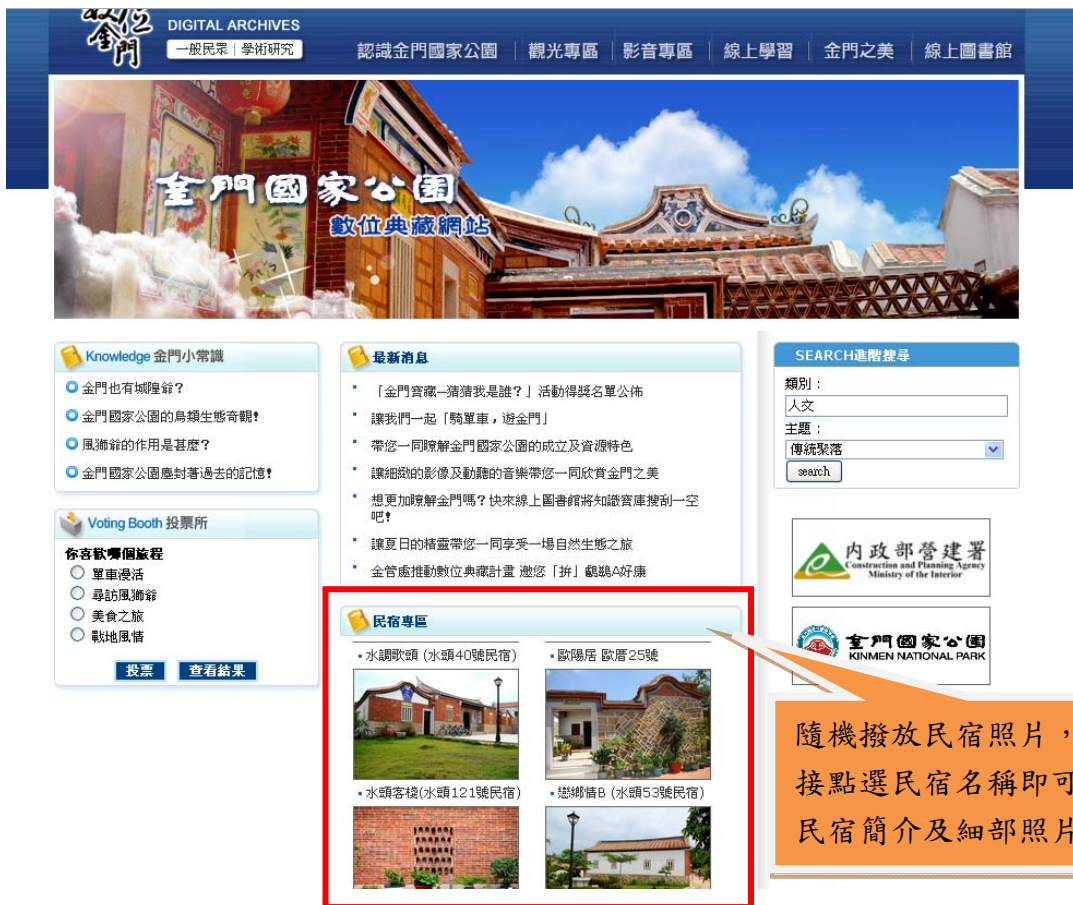 數位
金門
DIGITAL ARCHIVES
一般民眾｜學術研究
認識金門國家公園｜觀光專區｜影音專區｜線上學習｜金門之美｜線上圖書館
金門國家公園
數位典藏網站
Knowledge 金門小常識
金門也有城隍爺?
金門國家公園的鳥類生態奇觀!
風獅爺的作用是甚麼?
金門國家公園塵封著過去的記憶!
Voting Booth 投票所
你喜歡哪個旅程
單車漫活
尋訪風獅爺
美食之旅
戰地風情
投票 查看結果
最新消息
「金門寶藏─猜猜我是誰?」活動得獎名單公佈
讓我們一起「騎單車,遊金門」
帶您一同瞭解金門國家公園的成立及資源特色
讓細緻的影像及動聽的音樂帶您一同欣賞金門之美
想更加瞭解金門嗎?快來線上圖書館將知識寶庫搜刮一空
吧!
讓夏日的精靈帶您一同享受一場自然生態之旅
金管處推動數位典藏計畫 邀您「拚」鸕鷀A好康
民宿專區
水調歌頭 (水頭40號民宿)
歐陽居 歐厝25號
水頭客棧(水頭121號民宿)
戀鄉情B (水頭53號民宿)
SEARCH進階搜尋
類別：
人文
主題：
傳統聚落
search
內政部營建署
Construction and Planning Agency
Ministry of the Interior
金門國家公園
KINMEN NATIONAL PARK
隨機撥放民宿照片，
接點選民宿名稱即可
民宿簡介及細部照片